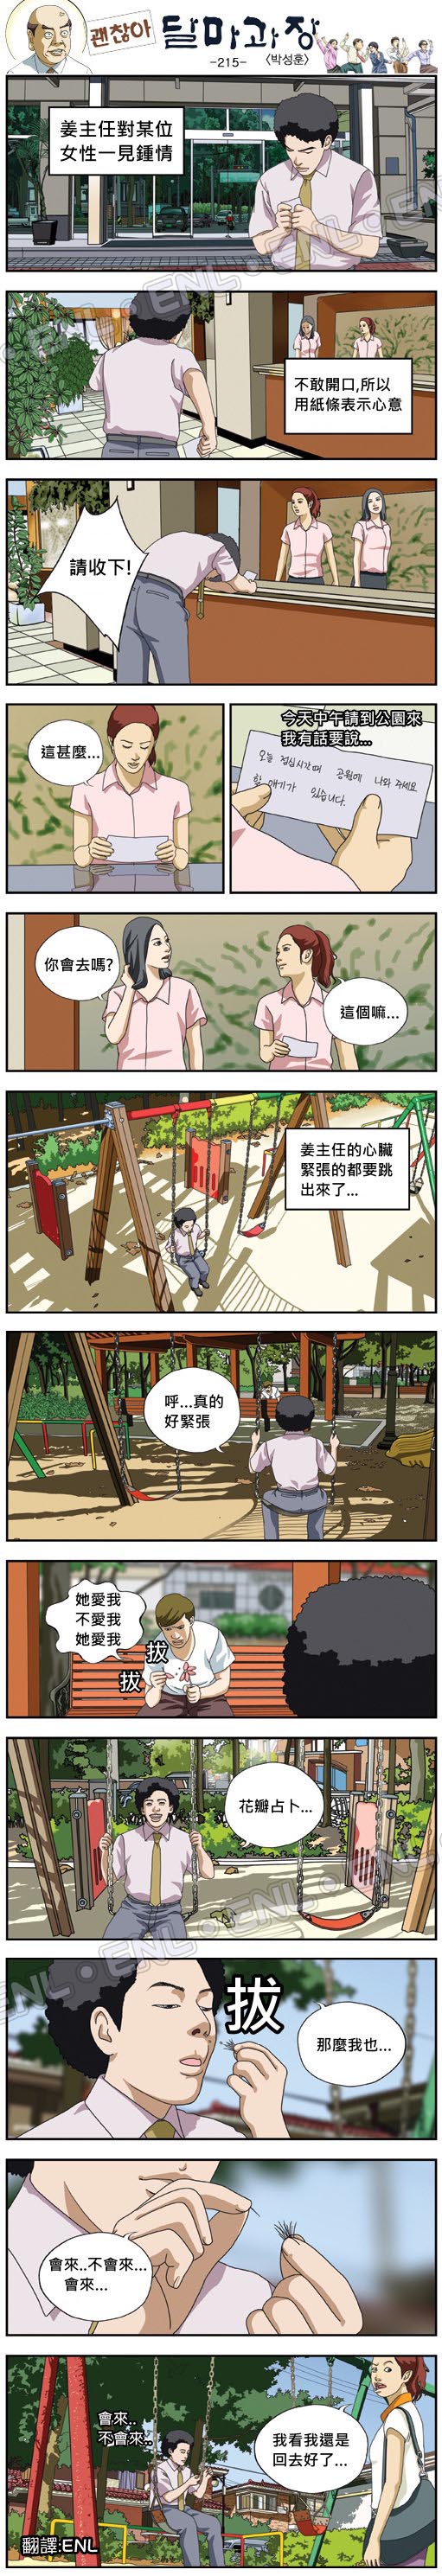 괜찮아
달마과장
-215-
〈박성훈〉
姜主任對某位
女性一見鍾情
不敢開口,所以
用紙條表示心意
請收下!
這甚麼...
今天中午請到公園來
我有話要說...
오늘 점심시간때 공원에 나와 주세요
할 얘기가 있습니다.
你會去嗎?
這個嘛...
姜主任的心臟
緊張的都要跳
出來了...
呼...真的
好緊張
她愛我
不愛我
她愛我
拔
拔
花瓣占卜...
拔
那麼我也...
會來..不會來...
會來...
會來..
不會來..
我看我還是
回去好了...
翻譯:ENL